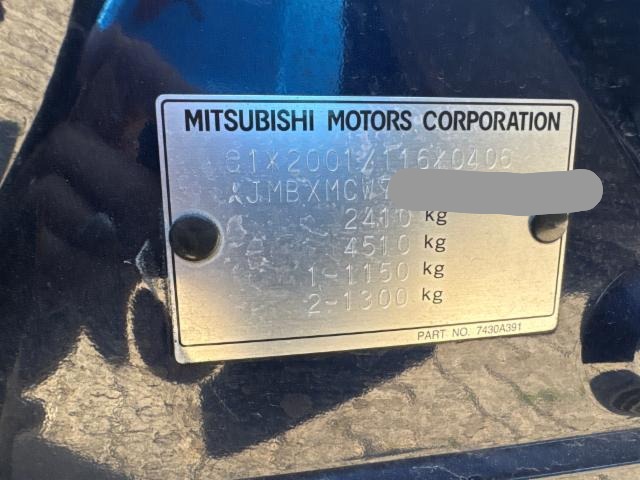 MITSUBISHI MOTORS CORPORATION
e1*2001/116*0406
*JMBXMCW
2410 kg
4510 kg
1-1150 kg
2-1300 kg
PART NO. 7430A391